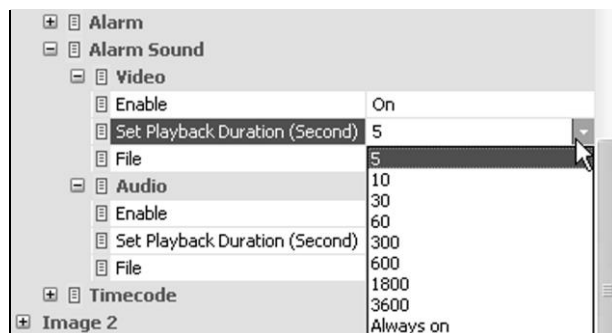 Alarm
Alarm Sound
Video
Enable On
Set Playback Duration (Second) 5
File 5
10
Audio
30
Enable 60
Set Playback Duration (Second) 300
File 600
1800
Timecode 3600
Image 2 Always on